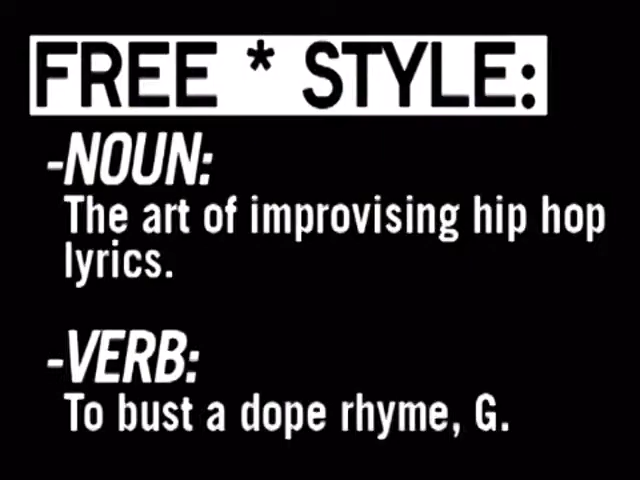 FREE * STYLE:
-NOUN:
The art of improvising hip hop
lyrics.
-VERB:
To bust a dope rhyme, G.